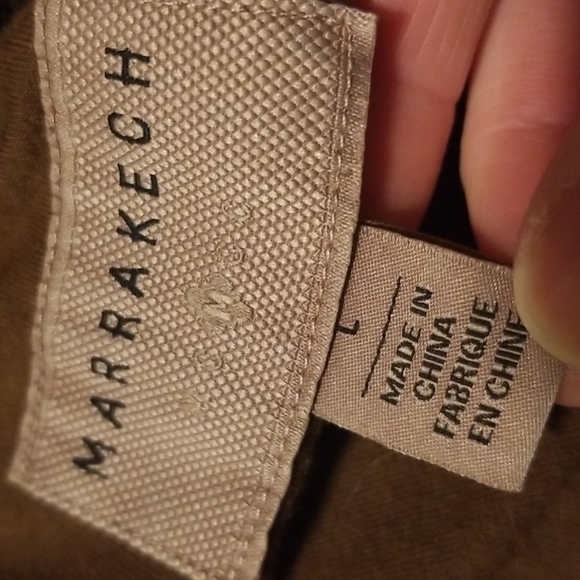 MARRAKECH
M
L
MADE IN
CHINA
FABRIQUE
EN CHINE